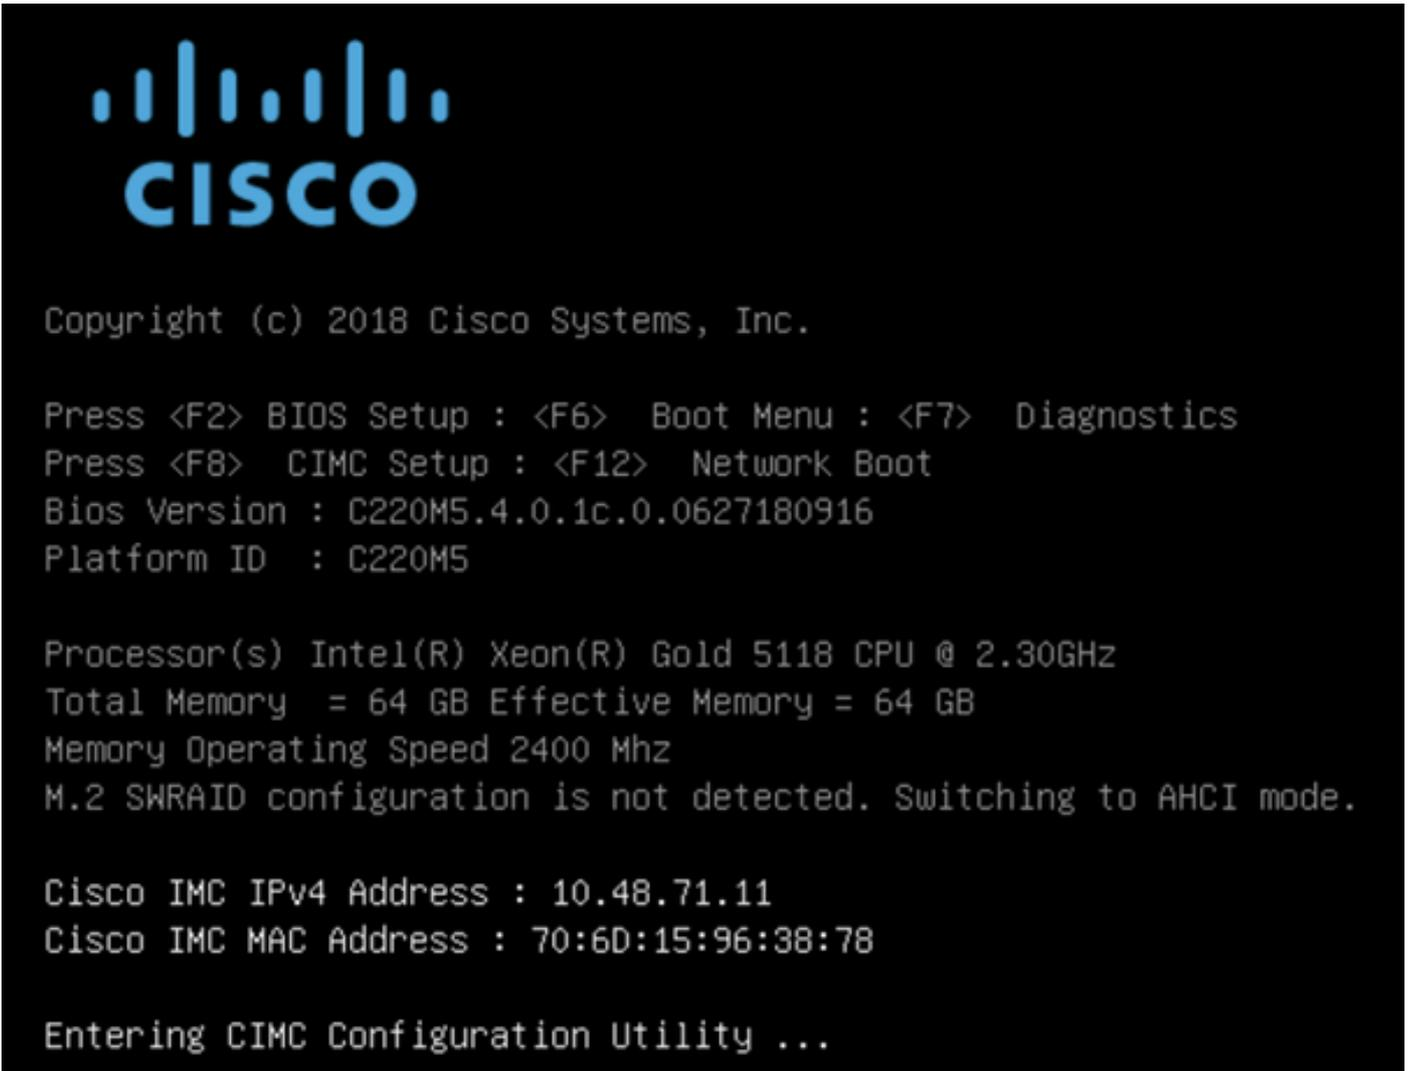 CISCO
Copyright (c) 2018 Cisco Systems, Inc.
Press <F2> BIOS Setup : <F6>  Boot Menu : <F7>  Diagnostics
Press <F8>  CIMC Setup : <F12>  Network Boot
Bios Version : C220M5.4.0.1c.0.0627180916
Platform ID  : C220M5
Processor(s) Intel(R) Xeon(R) Gold 5118 CPU @ 2.30GHz
Total Memory  = 64 GB Effective Memory = 64 GB
Memory Operating Speed 2400 Mhz
M.2 SWRAID configuration is not detected. Switching to AHCI mode.
Cisco IMC IPv4 Address : 10.48.71.11
Cisco IMC MAC Address : 70:6D:15:96:38:78
Entering CIMC Configuration Utility ...